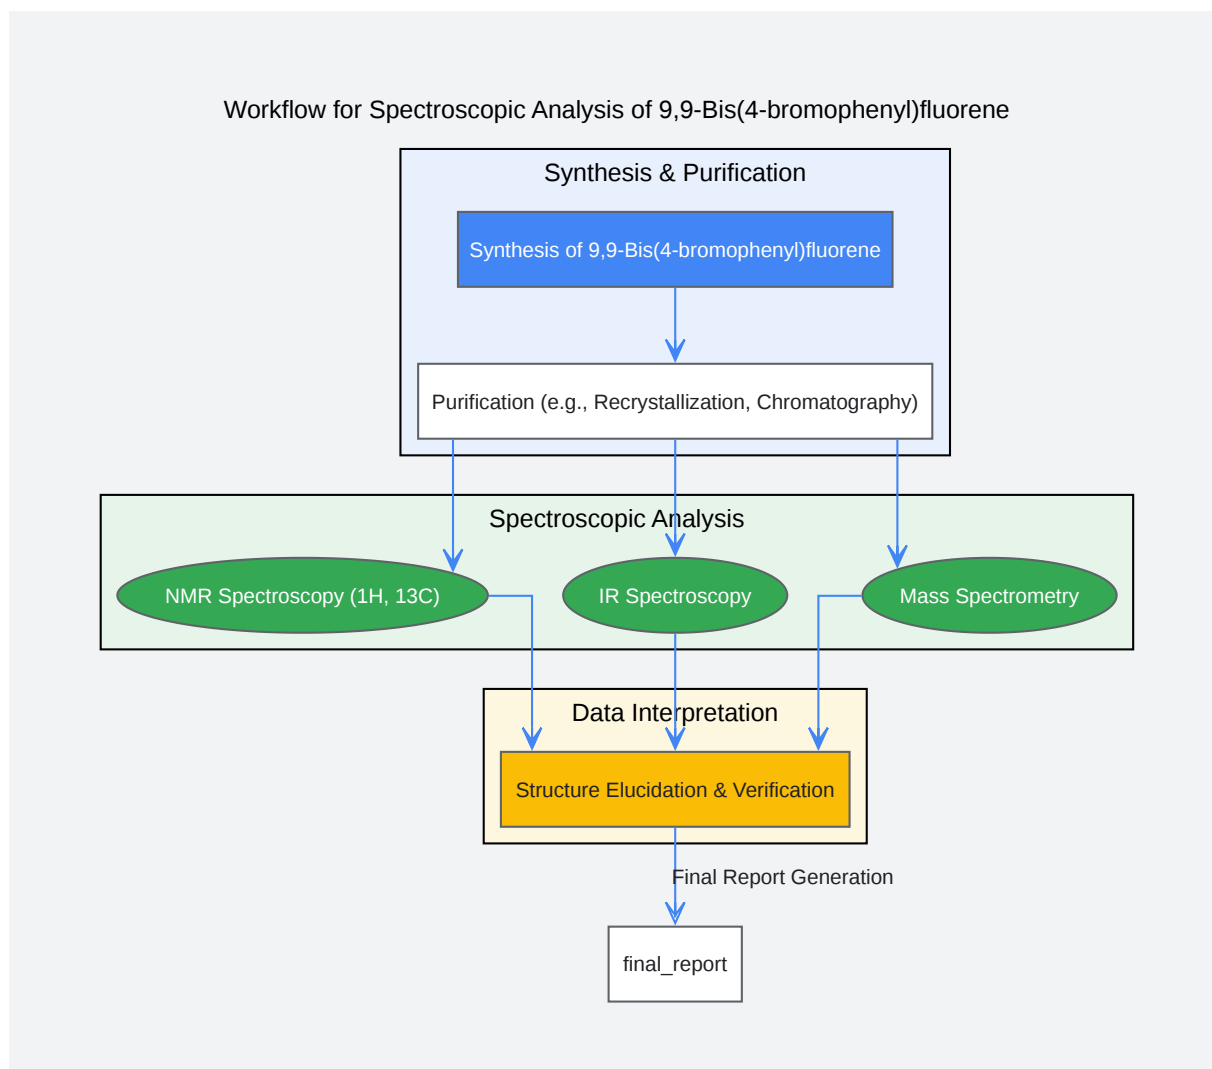 Workflow for Spectroscopic Analysis of 9,9-Bis(4-bromophenyl)fluorene
Synthesis & Purification
Synthesis of 9,9-Bis(4-bromophenyl)fluorene
Purification (e.g., Recrystallization, Chromatography)
Spectroscopic Analysis
NMR Spectroscopy (1H, 13C)
IR Spectroscopy
Mass Spectrometry
Data Interpretation
Structure Elucidation & Verification
Final Report Generation
final_report